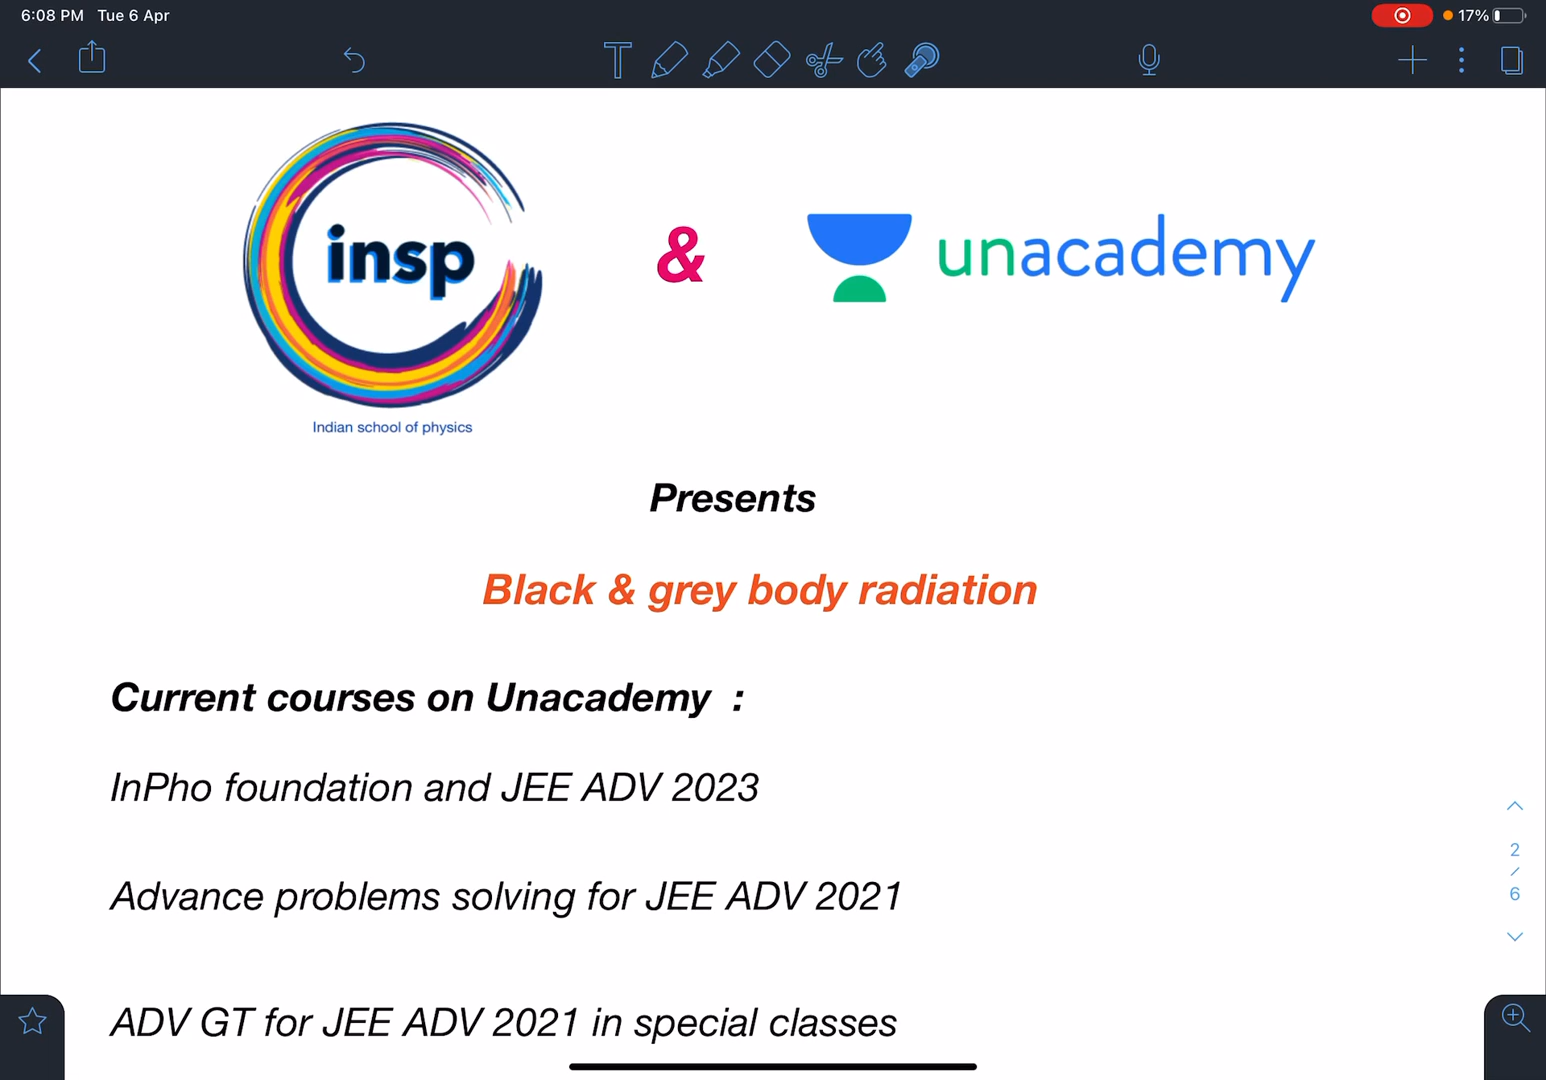 6:08 PM Tue 6 Apr
17%
T
insp
&
unacademy
Indian school of physics
Presents
Black & grey body radiation
Current courses on Unacademy :
InPho foundation and JEE ADV 2023
2
/
6
Advance problems solving for JEE ADV 2021
ADV GT for JEE ADV 2021 in special classes